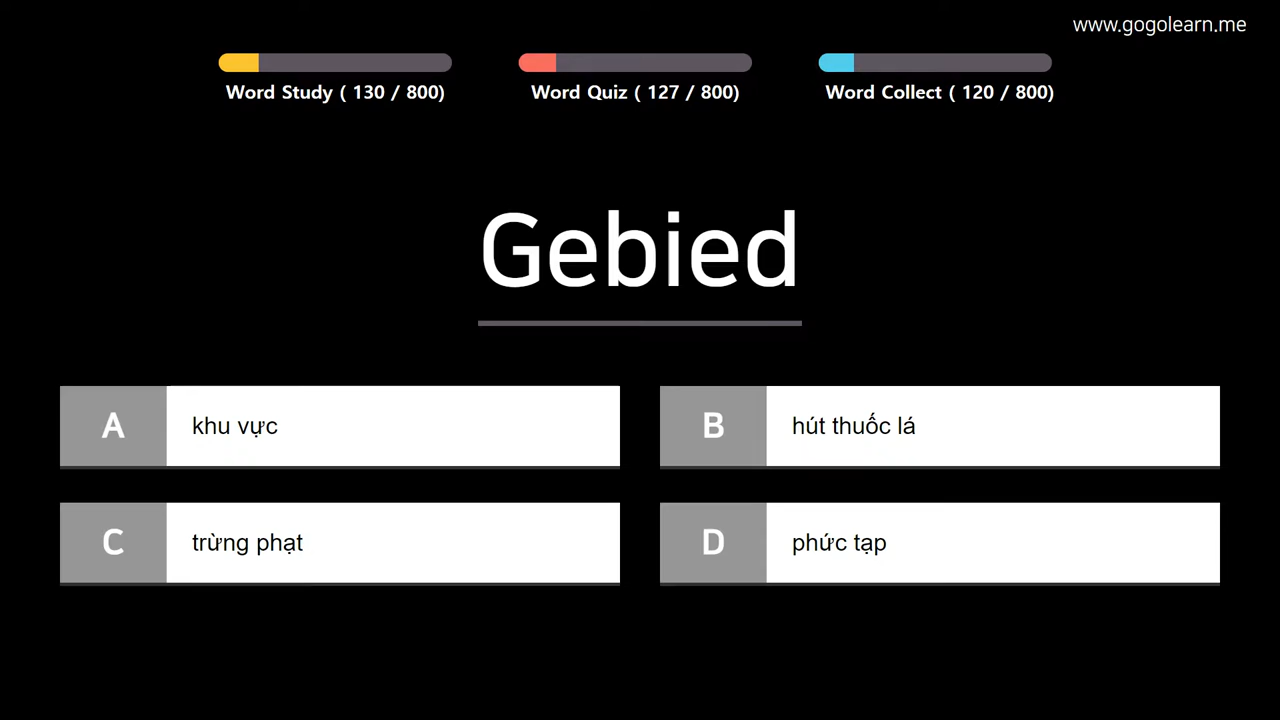 www.gogolearn.me
Word Study ( 130 / 800)
Word Quiz ( 127 / 800)
Word Collect ( 120 / 800)
Gebied
A khu vực
B hút thuốc lá
C trừng phạt
D phức tạp